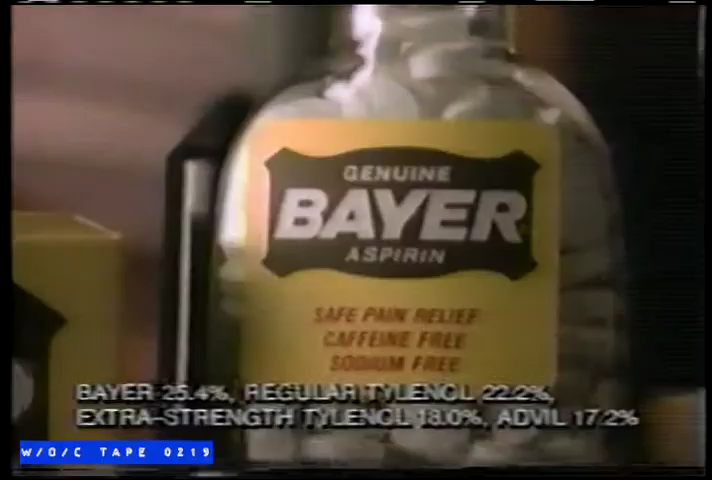 GENUINE
BAYER
ASPIRIN
SAFE PAIN RELIEF
CAFFEINE FREE
SODIUM FREE
BAYER 25.4%, REGULAR TYLENOL 22.2%,
EXTRA-STRENGTH TYLENOL 18.0%, ADVIL 17.2%
W/O/C TAPE 0219